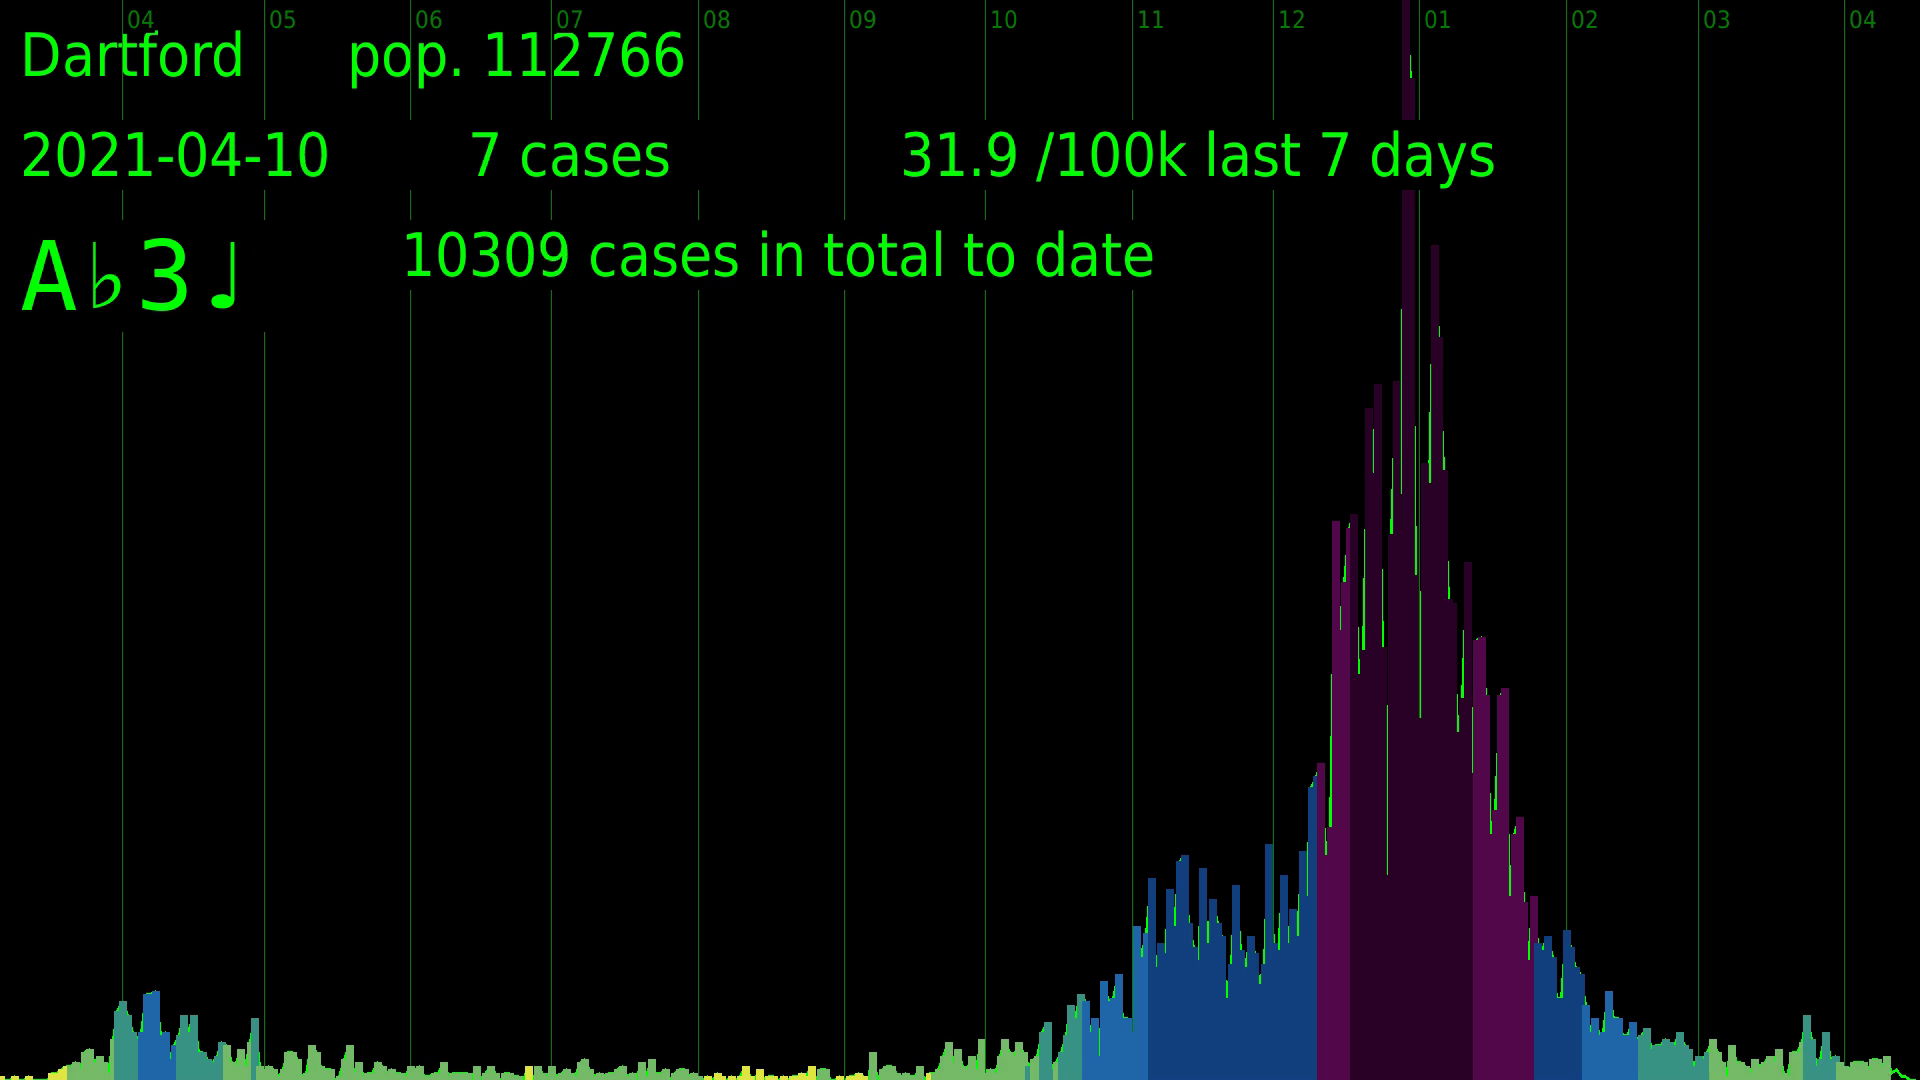 04 05 06 07 08 09 10 11 12 01 02 03 04
Dartford pop. 112766
2021-04-10 7 cases 31.9 /100k last 7 days
A♭3♩ 10309 cases in total to date